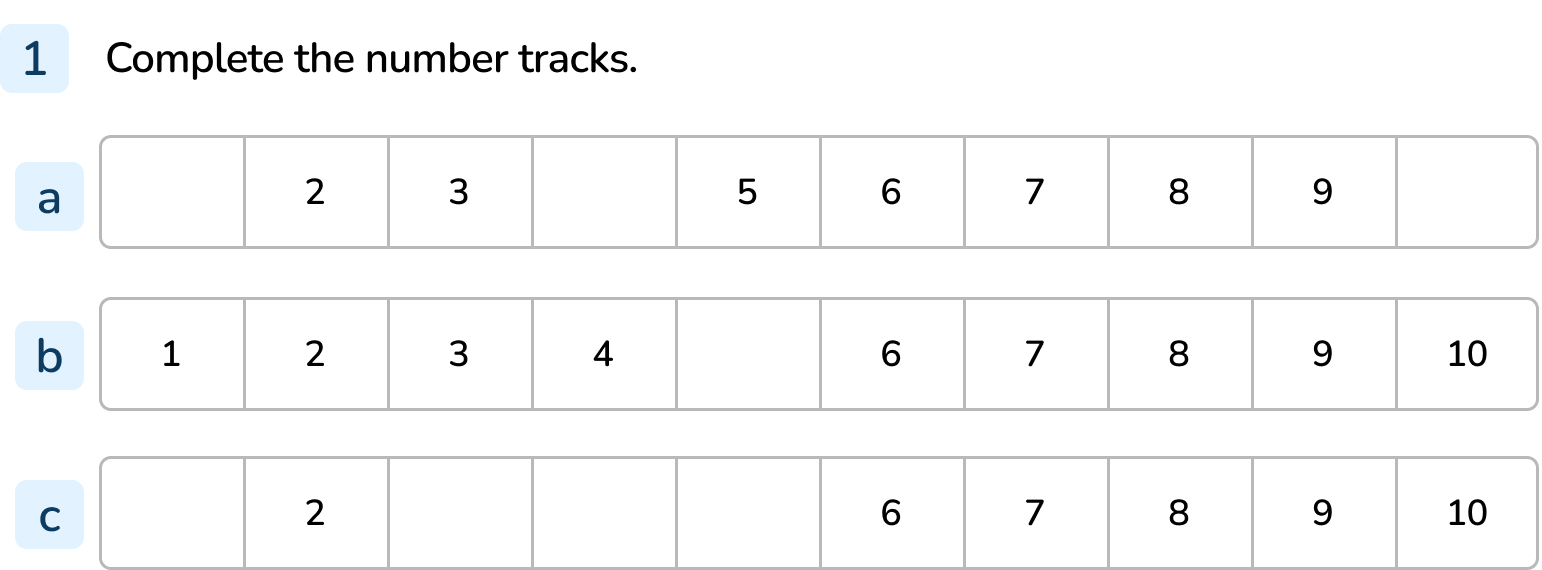 1 Complete the number tracks.
a 2 3 5 6 7 8 9
b 1 2 3 4 6 7 8 9 10
c 2 6 7 8 9 10